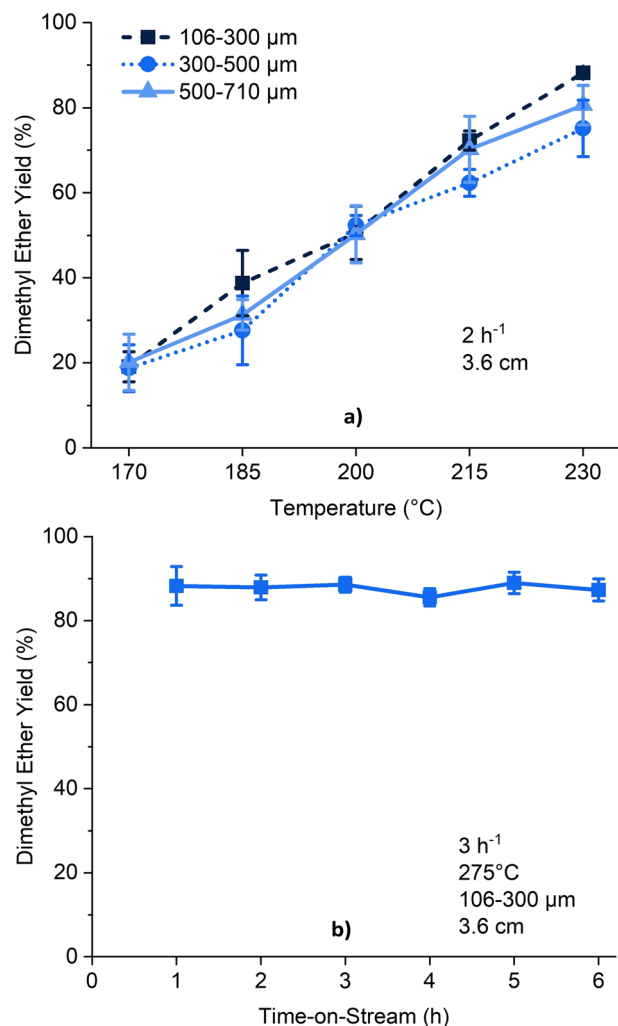 100
106-300 µm
300-500 µm
80
500-710 µm
60
40
20
0
Dimethyl Ether Yield (%)
2 h⁻¹
3.6 cm
a)
170 185 200 215 230
Temperature (°C)
100
80
60
40
20
0
Dimethyl Ether Yield (%)
3 h⁻¹
275°C
106-300 µm
3.6 cm
b)
0 1 2 3 4 5 6
Time-on-Stream (h)